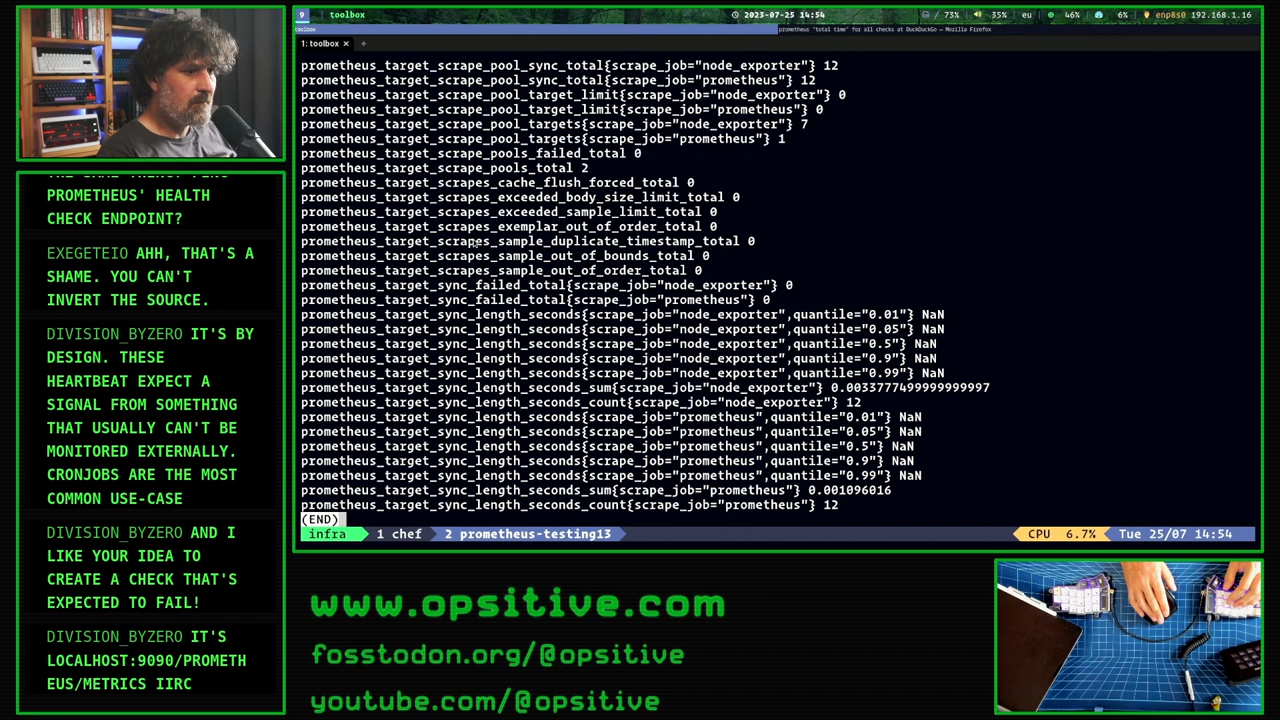 9 toolbox 2023-07-25 14:54 / 73% 35% eu 46% 6% enp8s0 192.168.1.16
toolbox prometheus "total time" for all checks at DuckDuckGo — Mozilla Firefox
1: toolbox × +
prometheus_target_scrape_pool_sync_total{scrape_job="node_exporter"} 12
prometheus_target_scrape_pool_sync_total{scrape_job="prometheus"} 12
prometheus_target_scrape_pool_target_limit{scrape_job="node_exporter"} 0
prometheus_target_scrape_pool_target_limit{scrape_job="prometheus"} 0
prometheus_target_scrape_pool_targets{scrape_job="node_exporter"} 7
prometheus_target_scrape_pool_targets{scrape_job="prometheus"} 1
prometheus_target_scrape_pools_failed_total 0
prometheus_target_scrape_pools_total 2
prometheus_target_scrapes_cache_flush_forced_total 0
prometheus_target_scrapes_exceeded_body_size_limit_total 0
prometheus_target_scrapes_exceeded_sample_limit_total 0
prometheus_target_scrapes_exemplar_out_of_order_total 0
prometheus_target_scrapes_sample_duplicate_timestamp_total 0
prometheus_target_scrapes_sample_out_of_bounds_total 0
prometheus_target_scrapes_sample_out_of_order_total 0
prometheus_target_sync_failed_total{scrape_job="node_exporter"} 0
prometheus_target_sync_failed_total{scrape_job="prometheus"} 0
prometheus_target_sync_length_seconds{scrape_job="node_exporter",quantile="0.01"} NaN
prometheus_target_sync_length_seconds{scrape_job="node_exporter",quantile="0.05"} NaN
prometheus_target_sync_length_seconds{scrape_job="node_exporter",quantile="0.5"} NaN
prometheus_target_sync_length_seconds{scrape_job="node_exporter",quantile="0.9"} NaN
prometheus_target_sync_length_seconds{scrape_job="node_exporter",quantile="0.99"} NaN
prometheus_target_sync_length_seconds_sum{scrape_job="node_exporter"} 0.0033777499999999997
prometheus_target_sync_length_seconds_count{scrape_job="node_exporter"} 12
prometheus_target_sync_length_seconds{scrape_job="prometheus",quantile="0.01"} NaN
prometheus_target_sync_length_seconds{scrape_job="prometheus",quantile="0.05"} NaN
prometheus_target_sync_length_seconds{scrape_job="prometheus",quantile="0.5"} NaN
prometheus_target_sync_length_seconds{scrape_job="prometheus",quantile="0.9"} NaN
prometheus_target_sync_length_seconds{scrape_job="prometheus",quantile="0.99"} NaN
prometheus_target_sync_length_seconds_sum{scrape_job="prometheus"} 0.001096016
prometheus_target_sync_length_seconds_count{scrape_job="prometheus"} 12
(END)
infra 1 chef 2 prometheus-testing13 CPU 6.7% Tue 25/07 14:54
PROMETHEUS' HEALTH
CHECK ENDPOINT?
EXEGETEIO AHH, THAT'S A
SHAME. YOU CAN'T
INVERT THE SOURCE.
DIVISION_BYZERO IT'S BY
DESIGN. THESE
HEARTBEAT EXPECT A
SIGNAL FROM SOMETHING
THAT USUALLY CAN'T BE
MONITORED EXTERNALLY.
CRONJOBS ARE THE MOST
COMMON USE-CASE
DIVISION_BYZERO AND I
LIKE YOUR IDEA TO
CREATE A CHECK THAT'S
EXPECTED TO FAIL!
DIVISION_BYZERO IT'S
LOCALHOST:9090/PROMETH
EUS/METRICS IIRC
www.opsitive.com
fosstodon.org/@opsitive
youtube.com/@opsitive